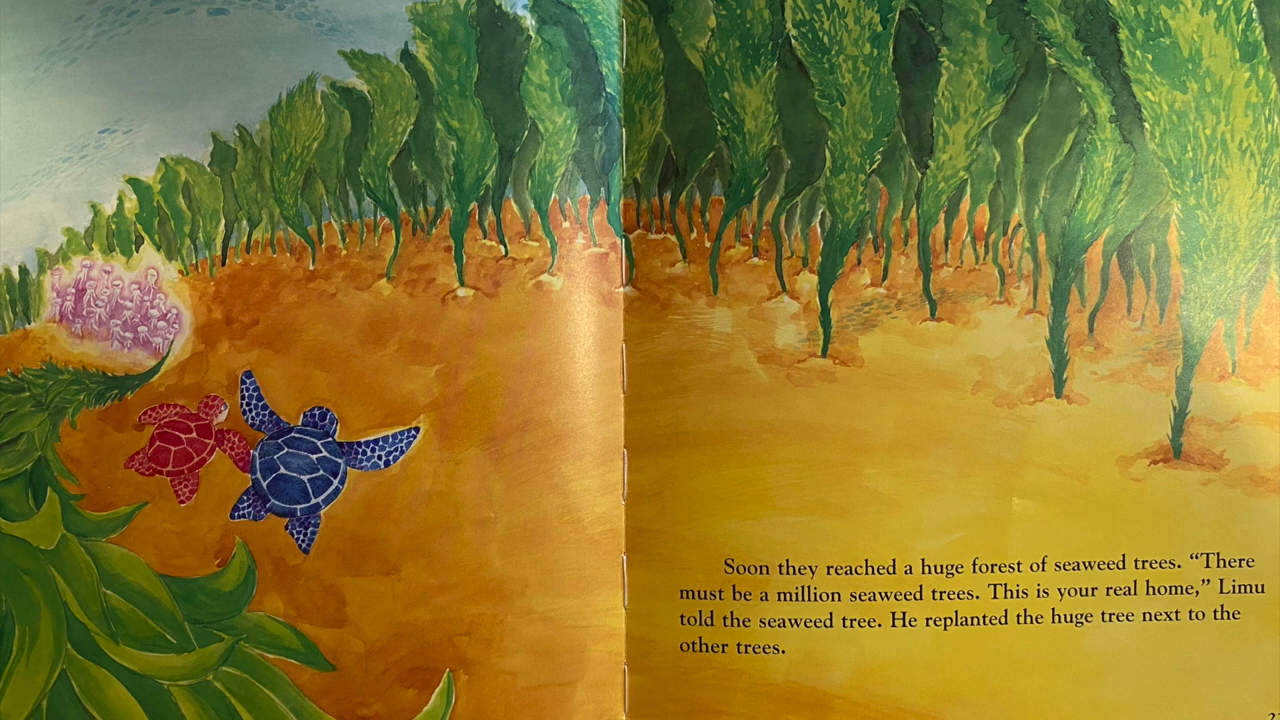 Soon they reached a huge forest of seaweed trees. “There
must be a million seaweed trees. This is your real home,” Limu
told the seaweed tree. He replanted the huge tree next to the
other trees.